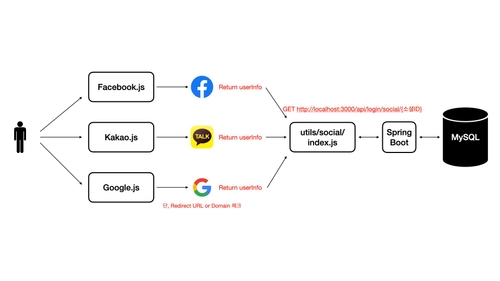 Facebook.js
Return userInfo
GET http://localhost:3000/api/login/social/{소셜ID}
Kakao.js
TALK
Return userInfo
utils/social/
index.js
Spring
Boot
MySQL
Google.js
Return userInfo
단, Redirect URL or Domain 체크